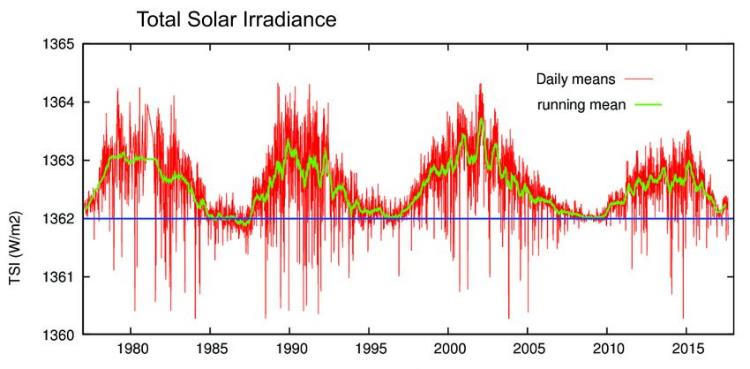 Total Solar Irradiance
1365
Daily means
1364
running mean
1363
1362
TSI (W/m2)
1361
1360
1980 1985 1990 1995 2000 2005 2010 2015